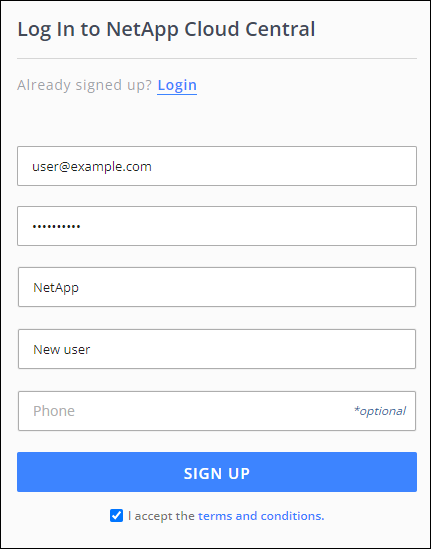 Log In to NetApp Cloud Central
Already signed up? Login
user@example.com
••••••••••
NetApp
New user
Phone *optional
SIGN UP
I accept the terms and conditions.